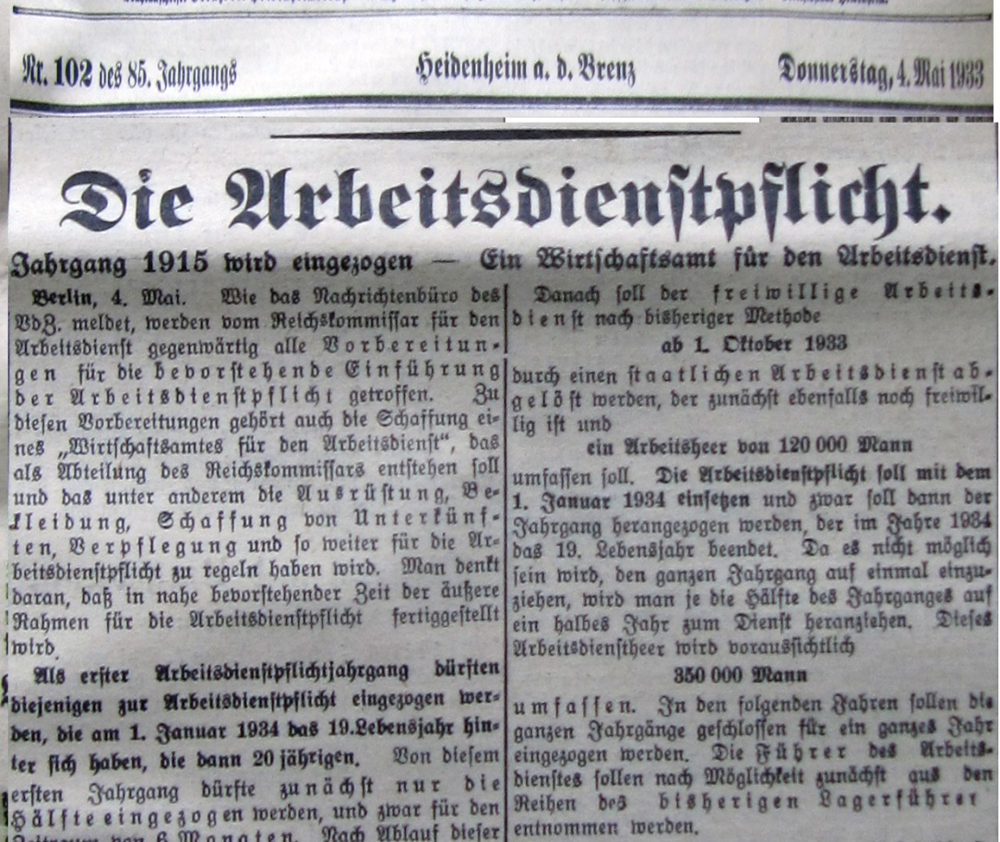 Nr. 102 des 85. Jahrgangs Heidenheim a. d. Brenz Donnerstag, 4. Mai 1933
Die Arbeitsdienstpflicht.
Jahrgang 1915 wird eingezogen — Ein Wirtschaftsamt für den Arbeitsdienst.
Berlin, 4. Mai. Wie das Nachrichtenbüro des
VdZ. meldet, werden vom Reichskommissar für den
Arbeitsdienst gegenwärtig alle Vorbereitun-
gen für die bevorstehende Einführung
der Arbeitsdienstpflicht getroffen. Zu
diesen Vorbereitungen gehört auch die Schaffung ei-
nes „Wirtschaftsamtes für den Arbeitsdienst“, das
als Abteilung des Reichskommissars entstehen soll
und das unter anderem die Ausrüstung, Be-
kleidung, Schaffung von Unterkünf-
ten, Verpflegung und so weiter für die Ar-
beitsdienstpflicht zu regeln haben wird. Man denkt
daran, daß in nahe bevorstehender Zeit der äußere
Rahmen für die Arbeitsdienstpflicht fertiggestellt
wird.
Als erster Arbeitsdienstpflichtjahrgang dürften
diejenigen zur Arbeitsdienstpflicht eingezogen wer-
den, die am 1. Januar 1934 das 19. Lebensjahr hin-
ter sich haben, die dann 20 jährigen. Von diesem
ersten Jahrgang dürfte zunächst nur die
Hälfte eingezogen werden, und zwar für den
Zeitraum von 6 Monaten. Nach Ablauf dieser
Danach soll der freiwillige Arbeits-
dienst nach bisheriger Methode
ab 1. Oktober 1933
durch einen staatlichen Arbeitsdienst ab-
gelöst werden, der zunächst ebenfalls noch freiwil-
lig ist und
ein Arbeitsheer von 120 000 Mann
umfassen soll. Die Arbeitsdienstpflicht soll mit dem
1. Januar 1934 einsetzen und zwar soll dann der
Jahrgang herangezogen werden, der im Jahre 1934
das 19. Lebensjahr beendet. Da es nicht möglich
sein wird, den ganzen Jahrgang auf einmal einzu-
ziehen, wird man je die Hälfte des Jahrganges auf
ein halbes Jahr zum Dienst heranziehen. Dieses
Arbeitsdienstheer wird voraussichtlich
350 000 Mann
umfassen. In den folgenden Jahren sollen die
ganzen Jahrgänge geschlossen für ein ganzes Jahr
eingezogen werden. Die Führer des Arbeits-
dienstes sollen nach Möglichkeit zunächst aus den
Reihen des bisherigen Lagerführer
entnommen werden.